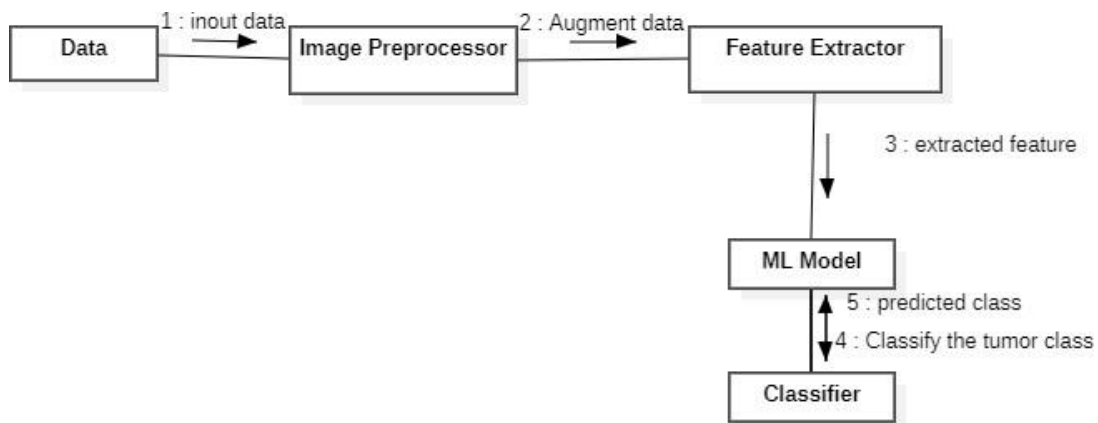 Data
1 : inout data
Image Preprocessor
2 : Augment data
Feature Extractor
3 : extracted feature
ML Model
5 : predicted class
4 : Classify the tumor class
Classifier